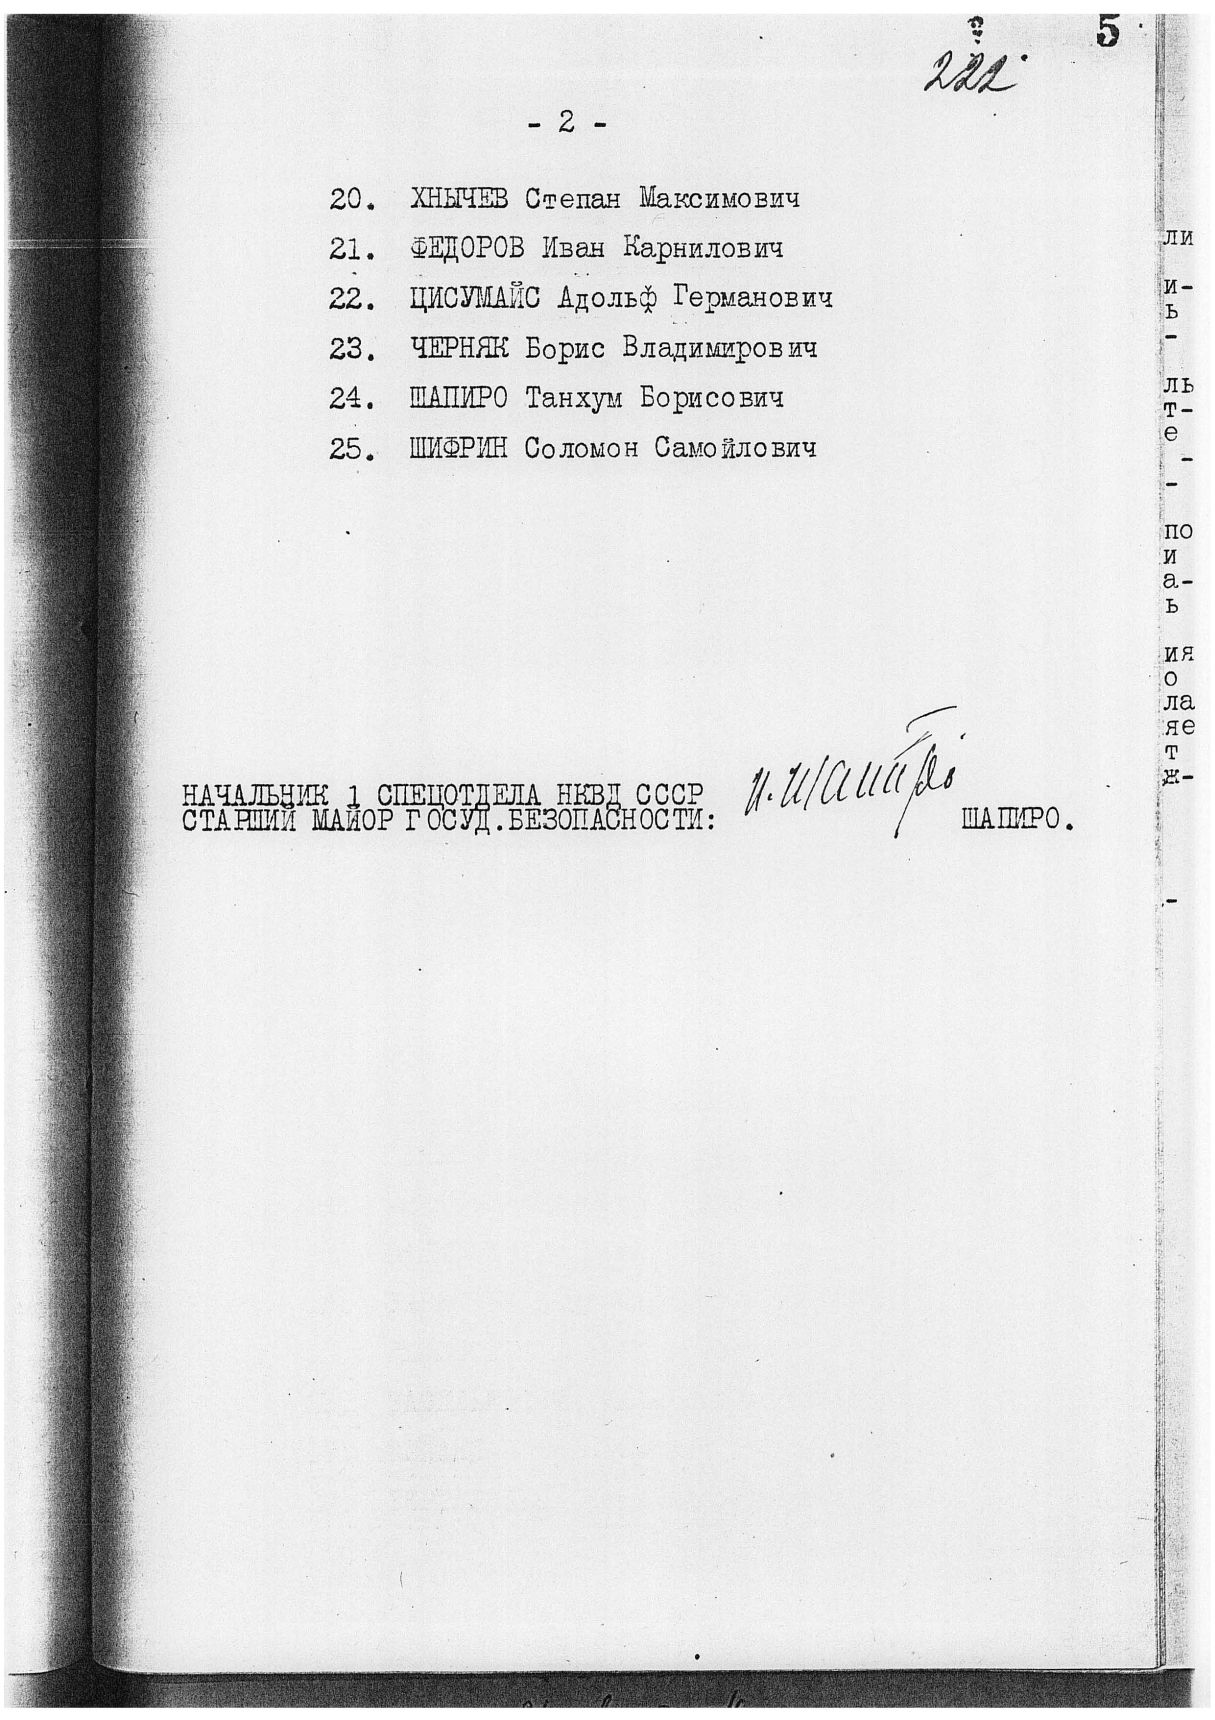 5
222
- 2 -
20. ХНЫЧЕВ Степан Максимович
21. ФЕДОРОВ Иван Карнилович
22. ЦИСУМАЙС Адольф Германович
23. ЧЕРНЯК Борис Владимирович
24. ШАПИРО Танхум Борисович
25. ШИФРИН Соломон Самойлович
НАЧАЛЬНИК 1 СПЕЦОТДЕЛА НКВД СССР
СТАРШИЙ МАЙОР ГОСУД.БЕЗОПАСНОСТИ: И. Шапиро ШАПИРО.
ли
и-
ь
-
ль
т-
е
-
-
по
и
а-
ь
ия
о
ла
яе
т
ж-
-